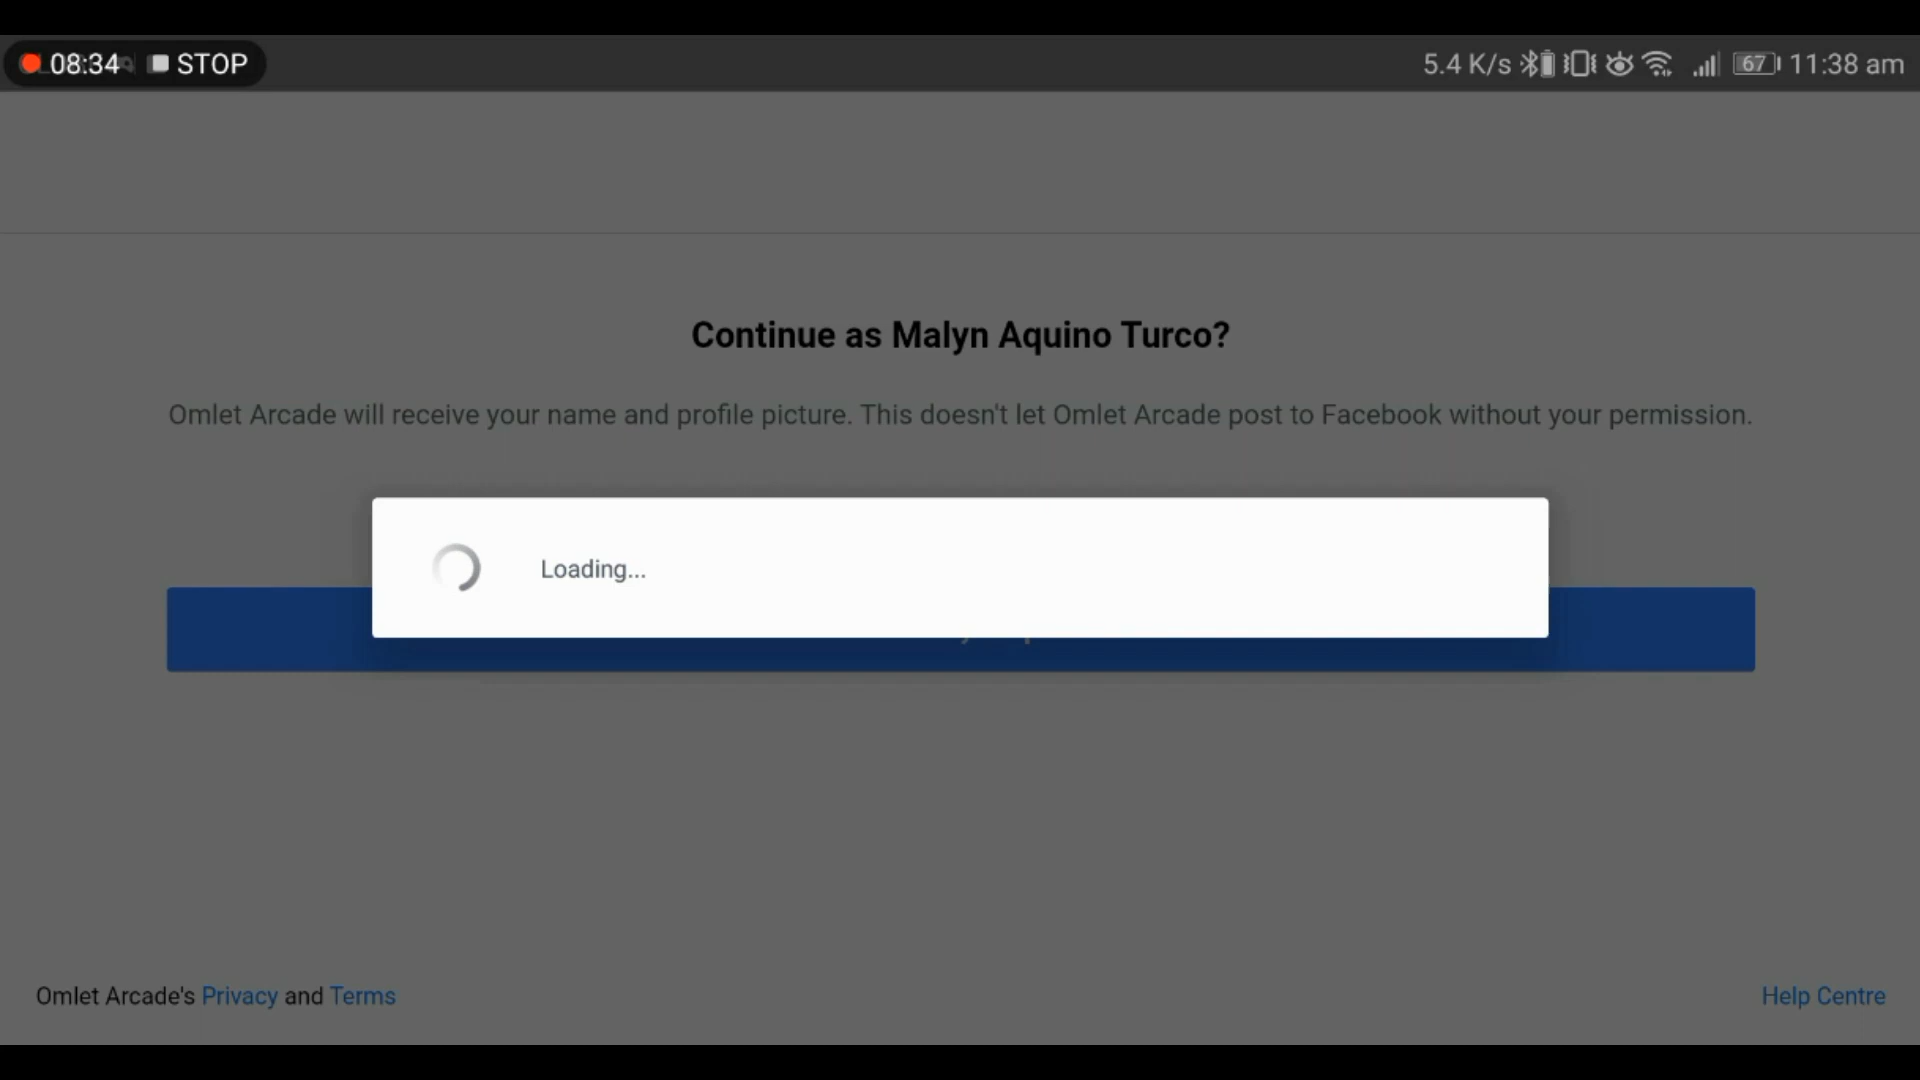 08:34 STOP 5.4 K/s 67 11:38 am
Continue as Malyn Aquino Turco?
Omlet Arcade will receive your name and profile picture. This doesn't let Omlet Arcade post to Facebook without your permission.
Loading...
Omlet Arcade's Privacy and Terms Help Centre